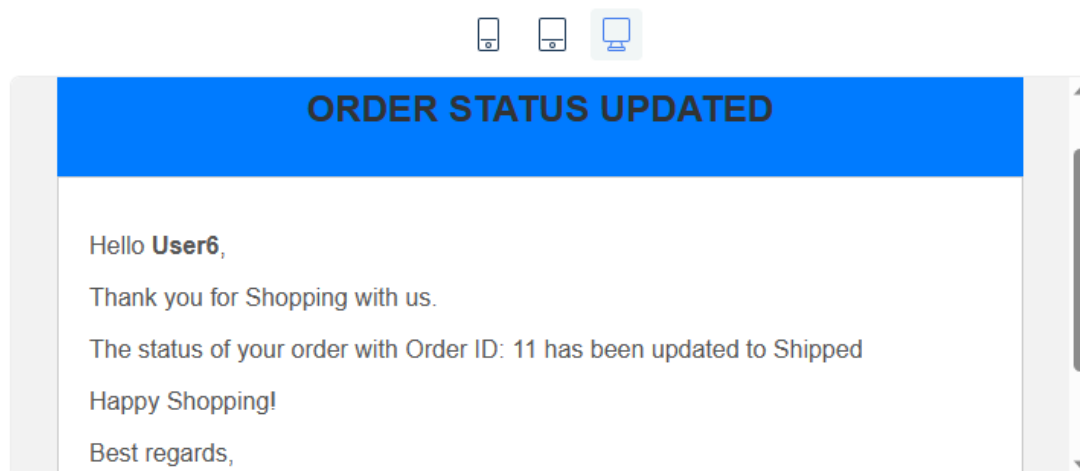 ORDER STATUS UPDATED
Hello User6,
Thank you for Shopping with us.
The status of your order with Order ID: 11 has been updated to Shipped
Happy Shopping!
Best regards,